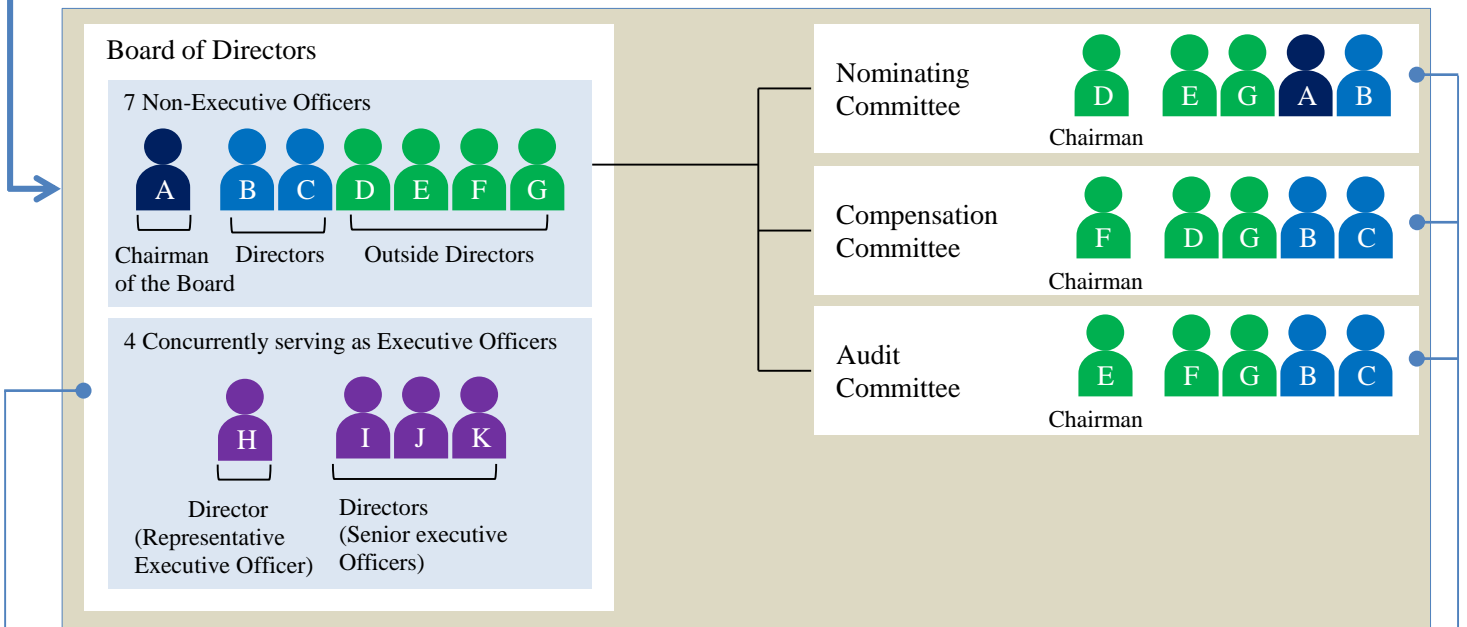 Board of Directors
7 Non-Executive Officers
A B C D E F G
Chairman
of the Board
Directors
Outside Directors
4 Concurrently serving as Executive Officers
H I J K
Director
(Representative
Executive Officer)
Directors
(Senior executive
Officers)
Nominating
Committee
D E G A B
Chairman
Compensation
Committee
F D G B C
Chairman
Audit
Committee
E F G B C
Chairman